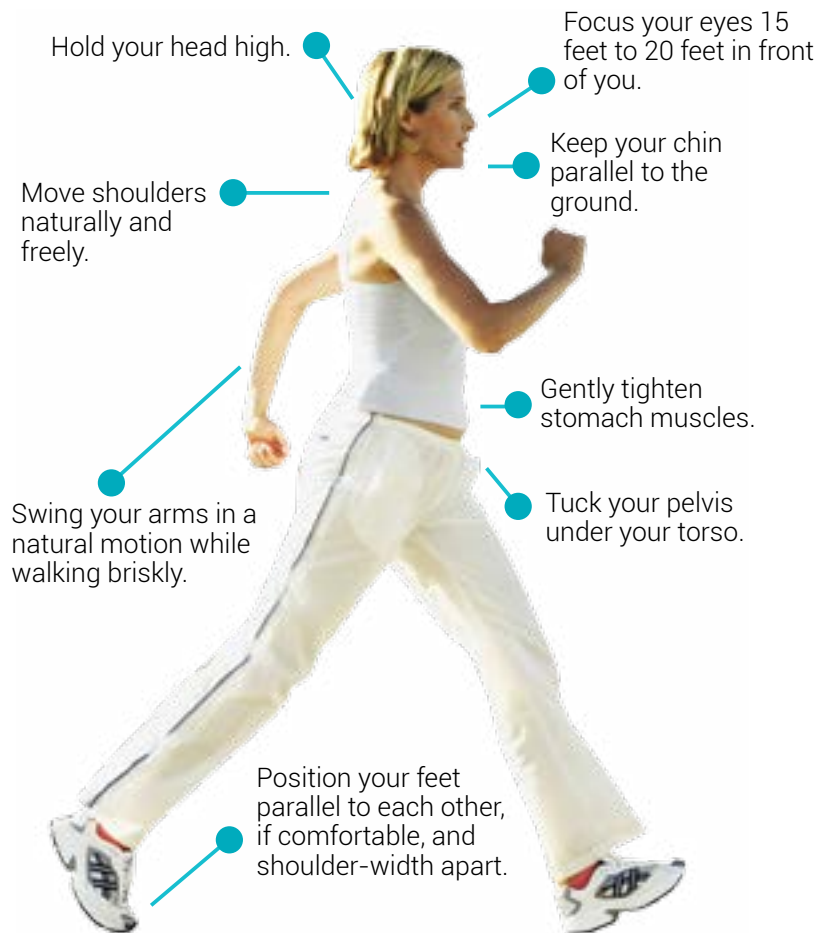 Hold your head high.
Focus your eyes 15
feet to 20 feet in front
of you.
Keep your chin
parallel to the
ground.
Move shoulders
naturally and
freely.
Gently tighten
stomach muscles.
Swing your arms in a
natural motion while
walking briskly.
Tuck your pelvis
under your torso.
Position your feet
parallel to each other,
if comfortable, and
shoulder-width apart.